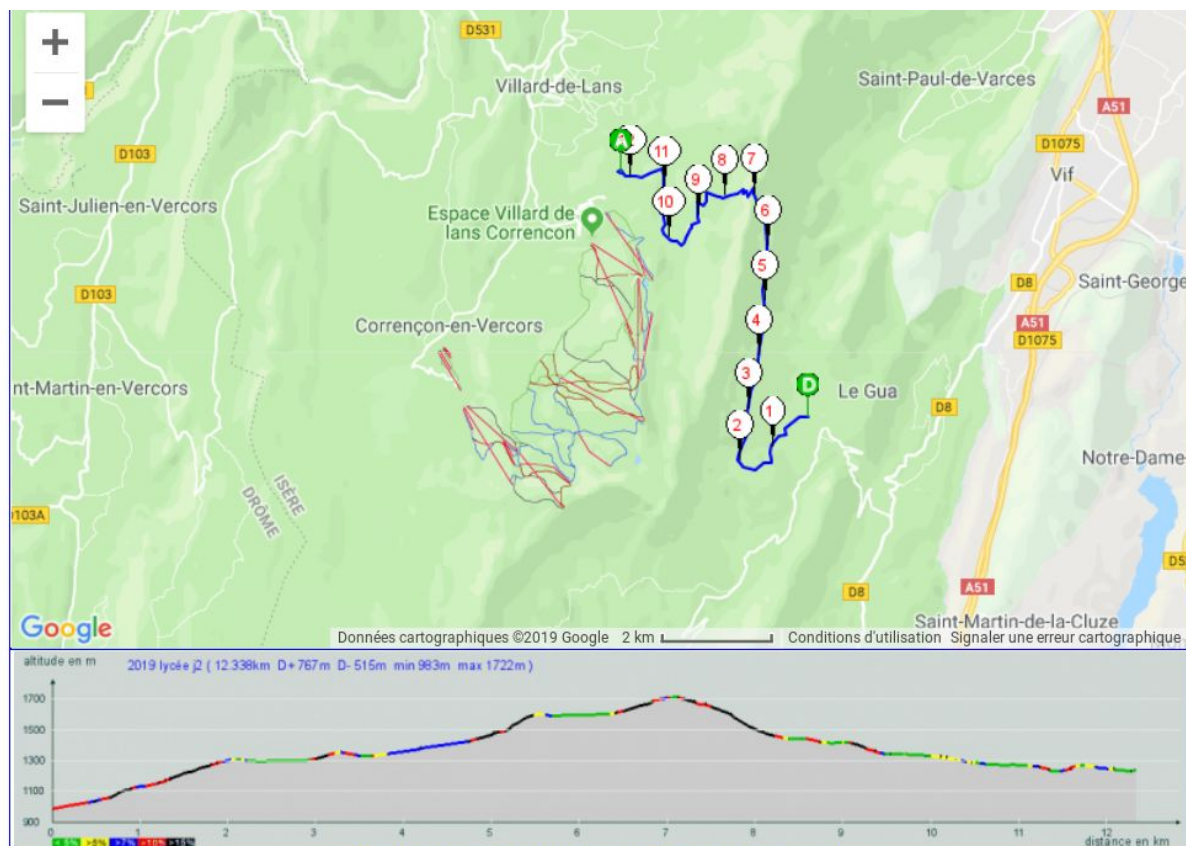 +
−
D531
Villard-de-Lans
Saint-Paul-de-Varces
A51
D1075
Vif
D103
Saint-Julien-en-Vercors
A
11
8
7
9
10
6
Espace Villard de
lans Correncon
5
D8
Saint-George
D103
A51
D1075
Corrençon-en-Vercors
4
nt-Martin-en-Vercors
3
D
Le Gua
D8
1
2
Notre-Dame-
ISÈRE
DRÔME
103A
D5
A51
D8
Saint-Martin-de-la-Cluze
Google
Données cartographiques ©2019 Google
2 km
Conditions d'utilisation
Signaler une erreur cartographique
altitude en m
2019 lycée j2 ( 12.338km D+767m D-515m min 983m max 1722m )
1700
1500
1300
1100
900
0 1 2 3 4 5 6 7 8 9 10 11 12
>5% >7% >10% >15%
distance en km